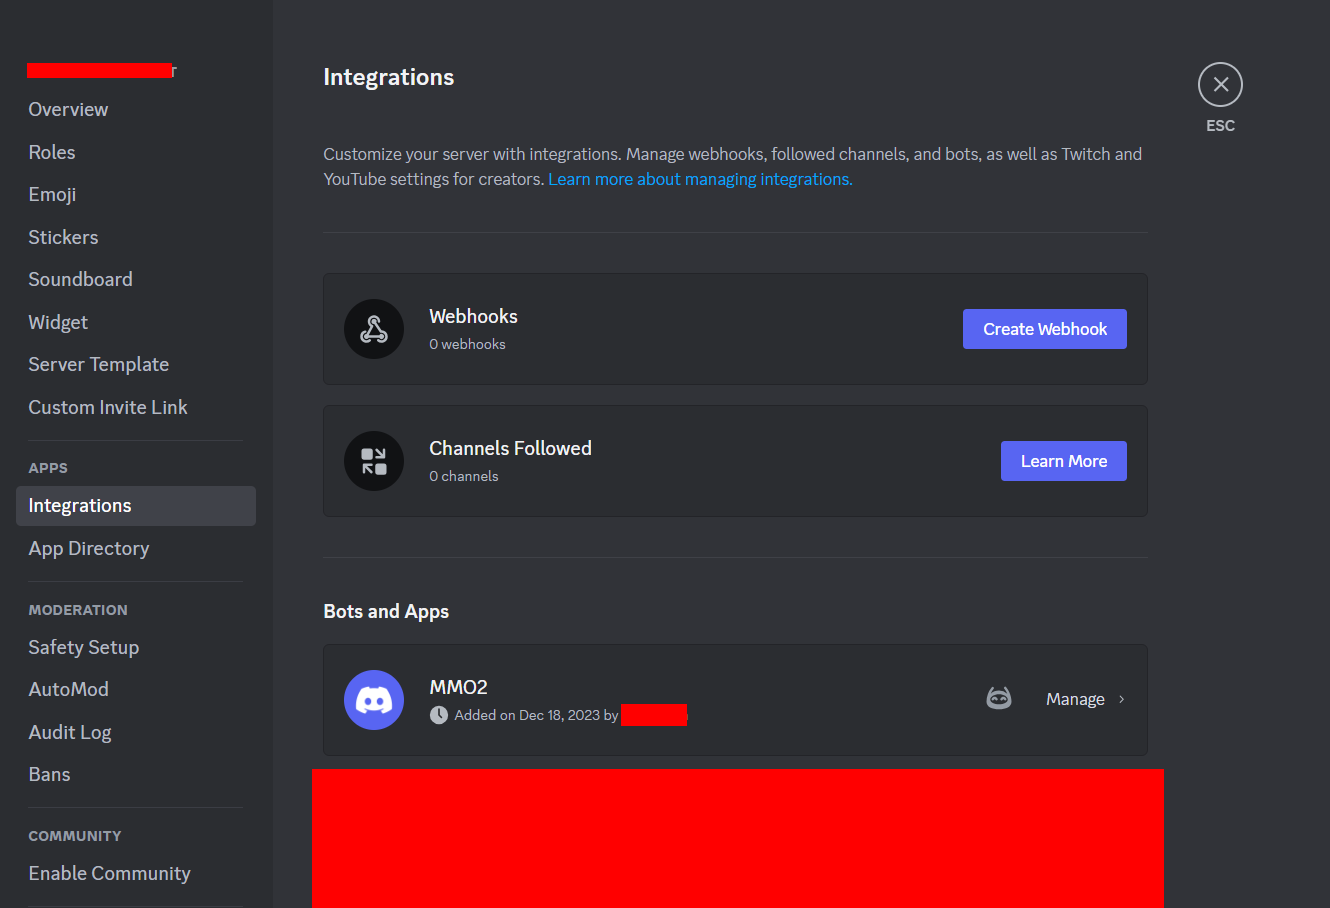 Overview
Roles
Emoji
Stickers
Soundboard
Widget
Server Template
Custom Invite Link
APPS
Integrations
App Directory
MODERATION
Safety Setup
AutoMod
Audit Log
Bans
COMMUNITY
Enable Community
Integrations
ESC
Customize your server with integrations. Manage webhooks, followed channels, and bots, as well as Twitch and
YouTube settings for creators. Learn more about managing integrations.
Webhooks
0 webhooks
Create Webhook
Channels Followed
0 channels
Learn More
Bots and Apps
MMO2
Added on Dec 18, 2023 by
Manage